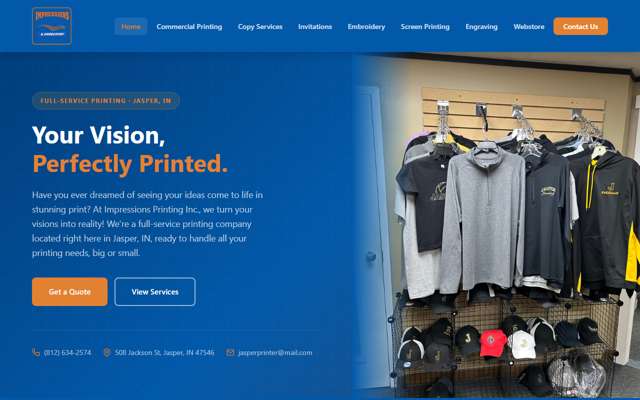 IMPRESSIONS
Home
Commercial Printing
Copy Services
Invitations
Embroidery
Screen Printing
Engraving
Webstore
Contact Us
FULL-SERVICE PRINTING · JASPER, IN
Your Vision,
Perfectly Printed.
Have you ever dreamed of seeing your ideas come to life in
stunning print? At Impressions Printing Inc., we turn your
visions into reality! We're a full-service printing company
located right here in Jasper, IN, ready to handle all your
printing needs, big or small.
Get a Quote
View Services
(812) 634-2574
508 Jackson St, Jasper, IN 47546
jasperprinter@mail.com